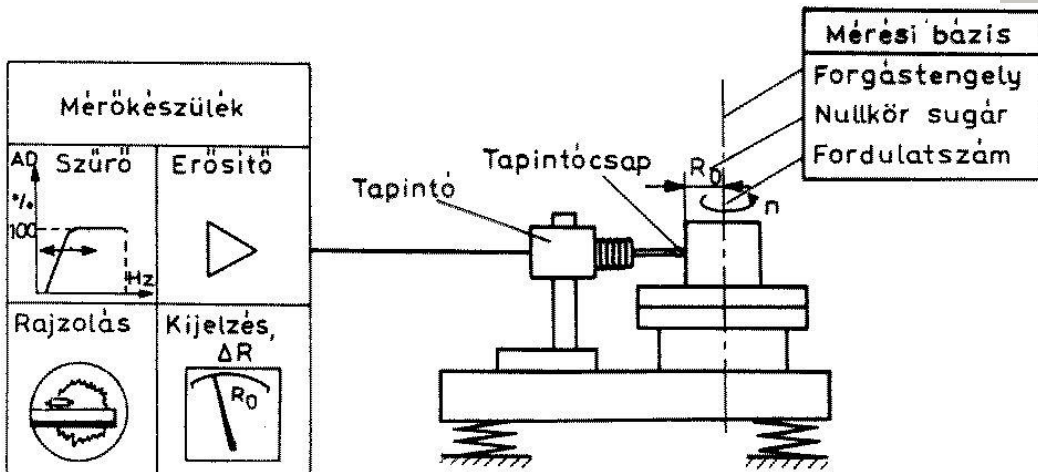 Mérőkészülék
AD
%
100
Hz
Szűrő
Erősítő
Rajzolás
Kijelzés,
ΔR
R0
Tapintó
Tapintócsap
R0
n
Mérési bázis
Forgástengely
Nullkör sugár
Fordulatszám